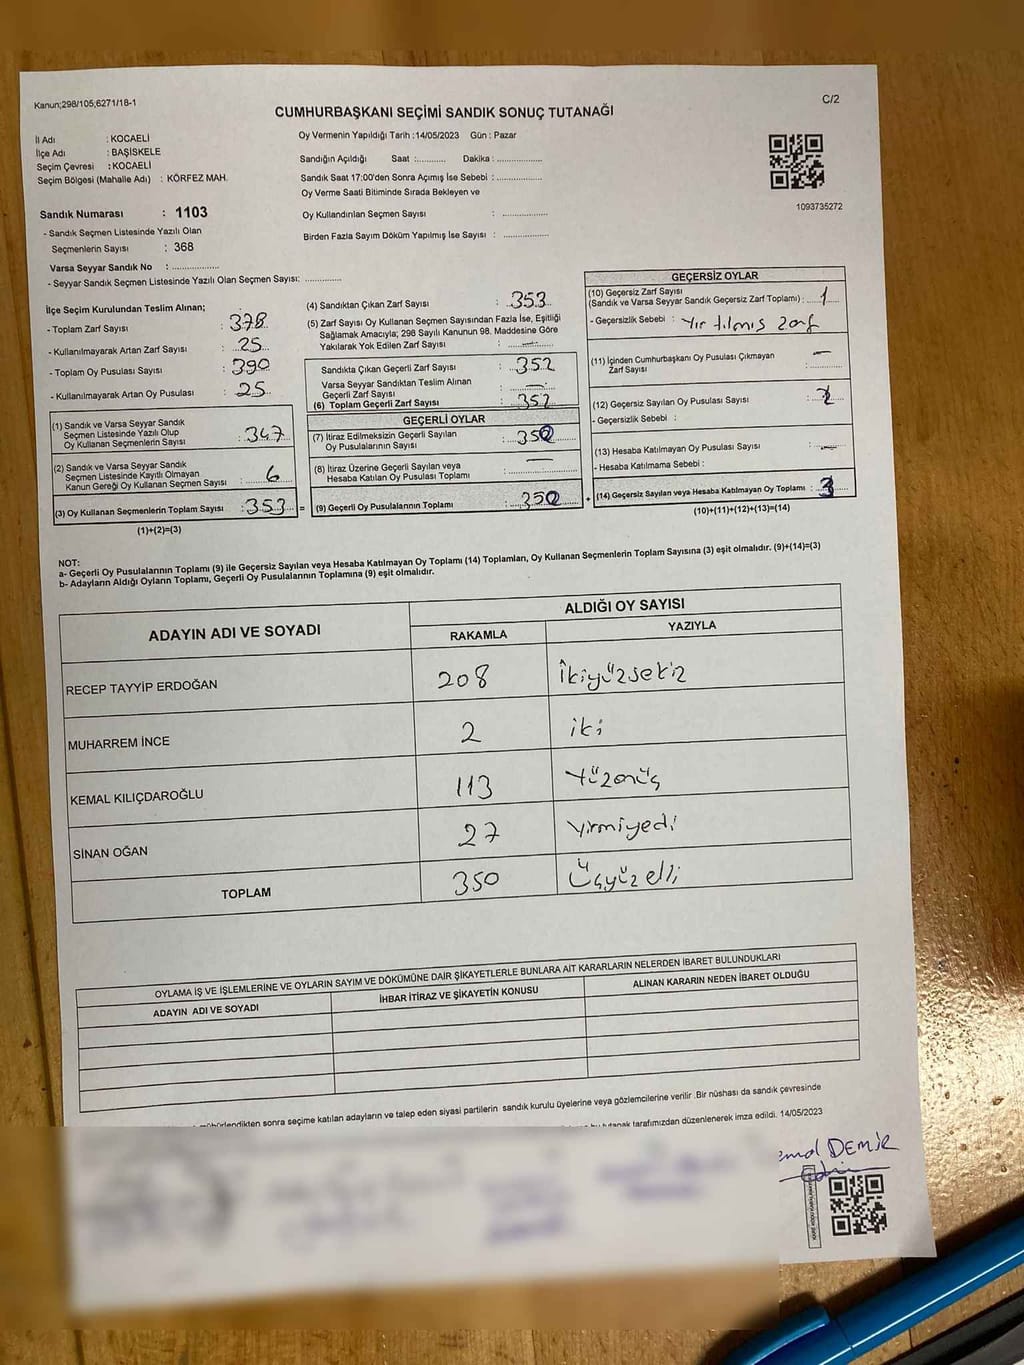 Kanun;298/105;6271/18-1
C/2
CUMHURBAŞKANI SEÇİMİ SANDIK SONUÇ TUTANAĞI
İl Adı : KOCAELİ
İlçe Adı : BAŞİSKELE
Seçim Çevresi : KOCAELİ
Seçim Bölgesi (Mahalle Adı) : KÖRFEZ MAH.
Sandık Numarası : 1103
- Sandık Seçmen Listesinde Yazılı Olan
Seçmenlerin Sayısı : 368
Varsa Seyyar Sandık No :
- Seyyar Sandık Listesinde Yazılı Olan Seçmen Sayısı:
Oy Vermenin Yapıldığı Tarih :14/05/2023 Gün : Pazar
Sandığın Açıldığı Saat : Dakika :
Sandık Saat 17:00'den Sonra Açımış İse Sebebi :
Oy Verme Saati Bitiminde Sırada Bekleyen ve
Oy Kullandırılan Seçmen Sayısı :
Birden Fazla Sayım Döküm Yapılmış İse Sayısı :
1093735272
İlçe Seçim Kurulundan Teslim Alınan;
- Toplam Zarf Sayısı : 378
- Kullanılmayarak Artan Zarf Sayısı : 25
- Toplam Oy Pusulası Sayısı : 390
- Kullanılmayarak Artan Oy Pusulası : 25
(1) Sandık ve Varsa Seyyar Sandık
Seçmen Listesinde Yazılı Olup
Oy Kullanan Seçmenlerin Sayısı : 347
(2) Sandık ve Varsa Seyyar Sandık
Seçmen Listesinde Kayıtlı Olmayan
Kanun Gereği Oy Kullanan Seçmen Sayısı : 6
(3) Oy Kullanan Seçmenlerin Toplam Sayısı : 353 =
(1)+(2)=(3)
(4) Sandıktan Çıkan Zarf Sayısı : 353
(5) Zarf Sayısı Oy Kullanan Seçmen Sayısından Fazla İse, Eşitliği
Sağlamak Amacıyla; 298 Sayılı Kanunun 98. Maddesine Göre
Yakılarak Yok Edilen Zarf Sayısı : —
Sandıkta Çıkan Geçerli Zarf Sayısı : 352
Varsa Seyyar Sandıktan Teslim Alınan
Geçerli Zarf Sayısı : —
(6) Toplam Geçerli Zarf Sayısı : 352
GEÇERLİ OYLAR
(7) İtiraz Edilmeksizin Geçerli Sayılan
Oy Pusulalarının Sayısı : 350
(8) İtiraz Üzerine Geçerli Sayılan veya
Hesaba Katılan Oy Pusulası Toplamı : —
(9) Geçerli Oy Pusulalarının Toplamı : 350 +
GEÇERSİZ OYLAR
(10) Geçersiz Zarf Sayısı
(Sandık ve Varsa Seyyar Sandık Geçersiz Zarf Toplamı) : 1
- Geçersizlik Sebebi : Yırtılmış zarf
(11) İçinden Cumhurbaşkanı Oy Pusulası Çıkmayan
Zarf Sayısı : —
(12) Geçersiz Sayılan Oy Pusulası Sayısı : 2
- Geçersizlik Sebebi :
(13) Hesaba Katılmayan Oy Pusulası Sayısı : —
- Hesaba Katılmama Sebebi :
(14) Geçersiz Sayılan veya Hesaba Katılmayan Oy Toplamı : 3
(10)+(11)+(12)+(13)=(14)
NOT:
a- Geçerli Oy Pusulalarının Toplamı (9) ile Geçersiz Sayılan veya Hesaba Katılmayan Oy Toplamı (14) Toplamları, Oy Kullanan Seçmenlerin Toplam Sayısına (3) eşit olmalıdır. (9)+(14)=(3)
b- Adayların Aldığı Oyların Toplamı, Geçerli Oy Pusulalarının Toplamına (9) eşit olmalıdır.
ADAYIN ADI VE SOYADI
ALDIĞI OY SAYISI
RAKAMLA YAZIYLA
RECEP TAYYİP ERDOĞAN 208 İkiyüzsekiz
MUHARREM İNCE 2 iki
KEMAL KILIÇDAROĞLU 113 Yüzonüç
SİNAN OĞAN 27 Yirmiyedi
TOPLAM 350 Üçyüzelli
OYLAMA İŞ VE İŞLEMLERİNE VE OYLARIN SAYIM VE DÖKÜMÜNE DAİR ŞİKAYETLERLE BUNLARA AİT KARARLARIN NELERDEN İBARET BULUNDUKLARI
ADAYIN ADI VE SOYADI İHBAR İTİRAZ VE ŞİKAYETİN KONUSU ALINAN KARARIN NEDEN İBARET OLDUĞU
sonra seçime katılan adayların ve talep eden siyasi partilerin sandık kurulu üyelerine veya gözlemcilerine verilir .Bir nüshası da sandık çevresinde
tutanak tarafımızdan düzenlenerek imza edildi. 14/05/2023
DEMİR